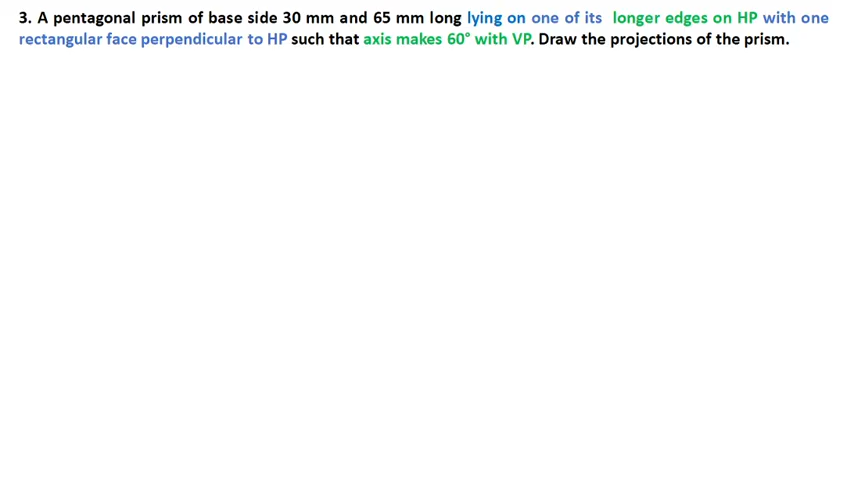 3. A pentagonal prism of base side 30 mm and 65 mm long lying on one of its longer edges on HP with one
rectangular face perpendicular to HP such that axis makes 60° with VP. Draw the projections of the prism.